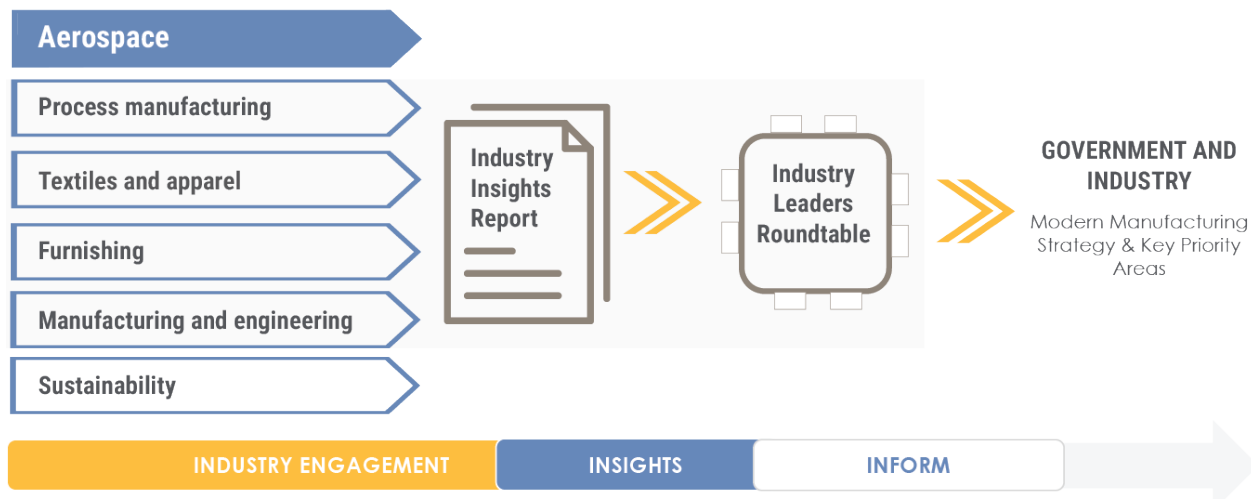 Aerospace
Process manufacturing
Textiles and apparel
Furnishing
Manufacturing and engineering
Sustainability
Industry
Insights
Report
Industry
Leaders
Roundtable
GOVERNMENT AND
INDUSTRY
Modern Manufacturing
Strategy & Key Priority
Areas
INDUSTRY ENGAGEMENT
INSIGHTS
INFORM